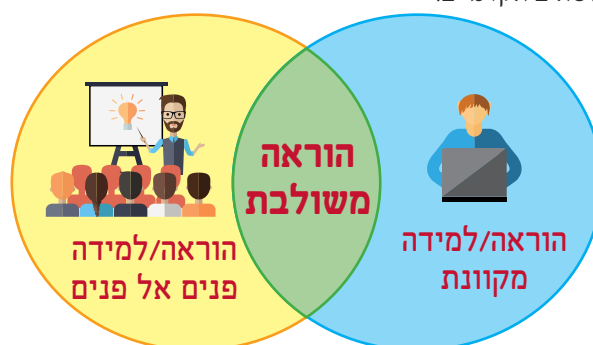 הוראה
משולבת
הוראה/למידה
מקוונת
הוראה/למידה
פנים אל פנים